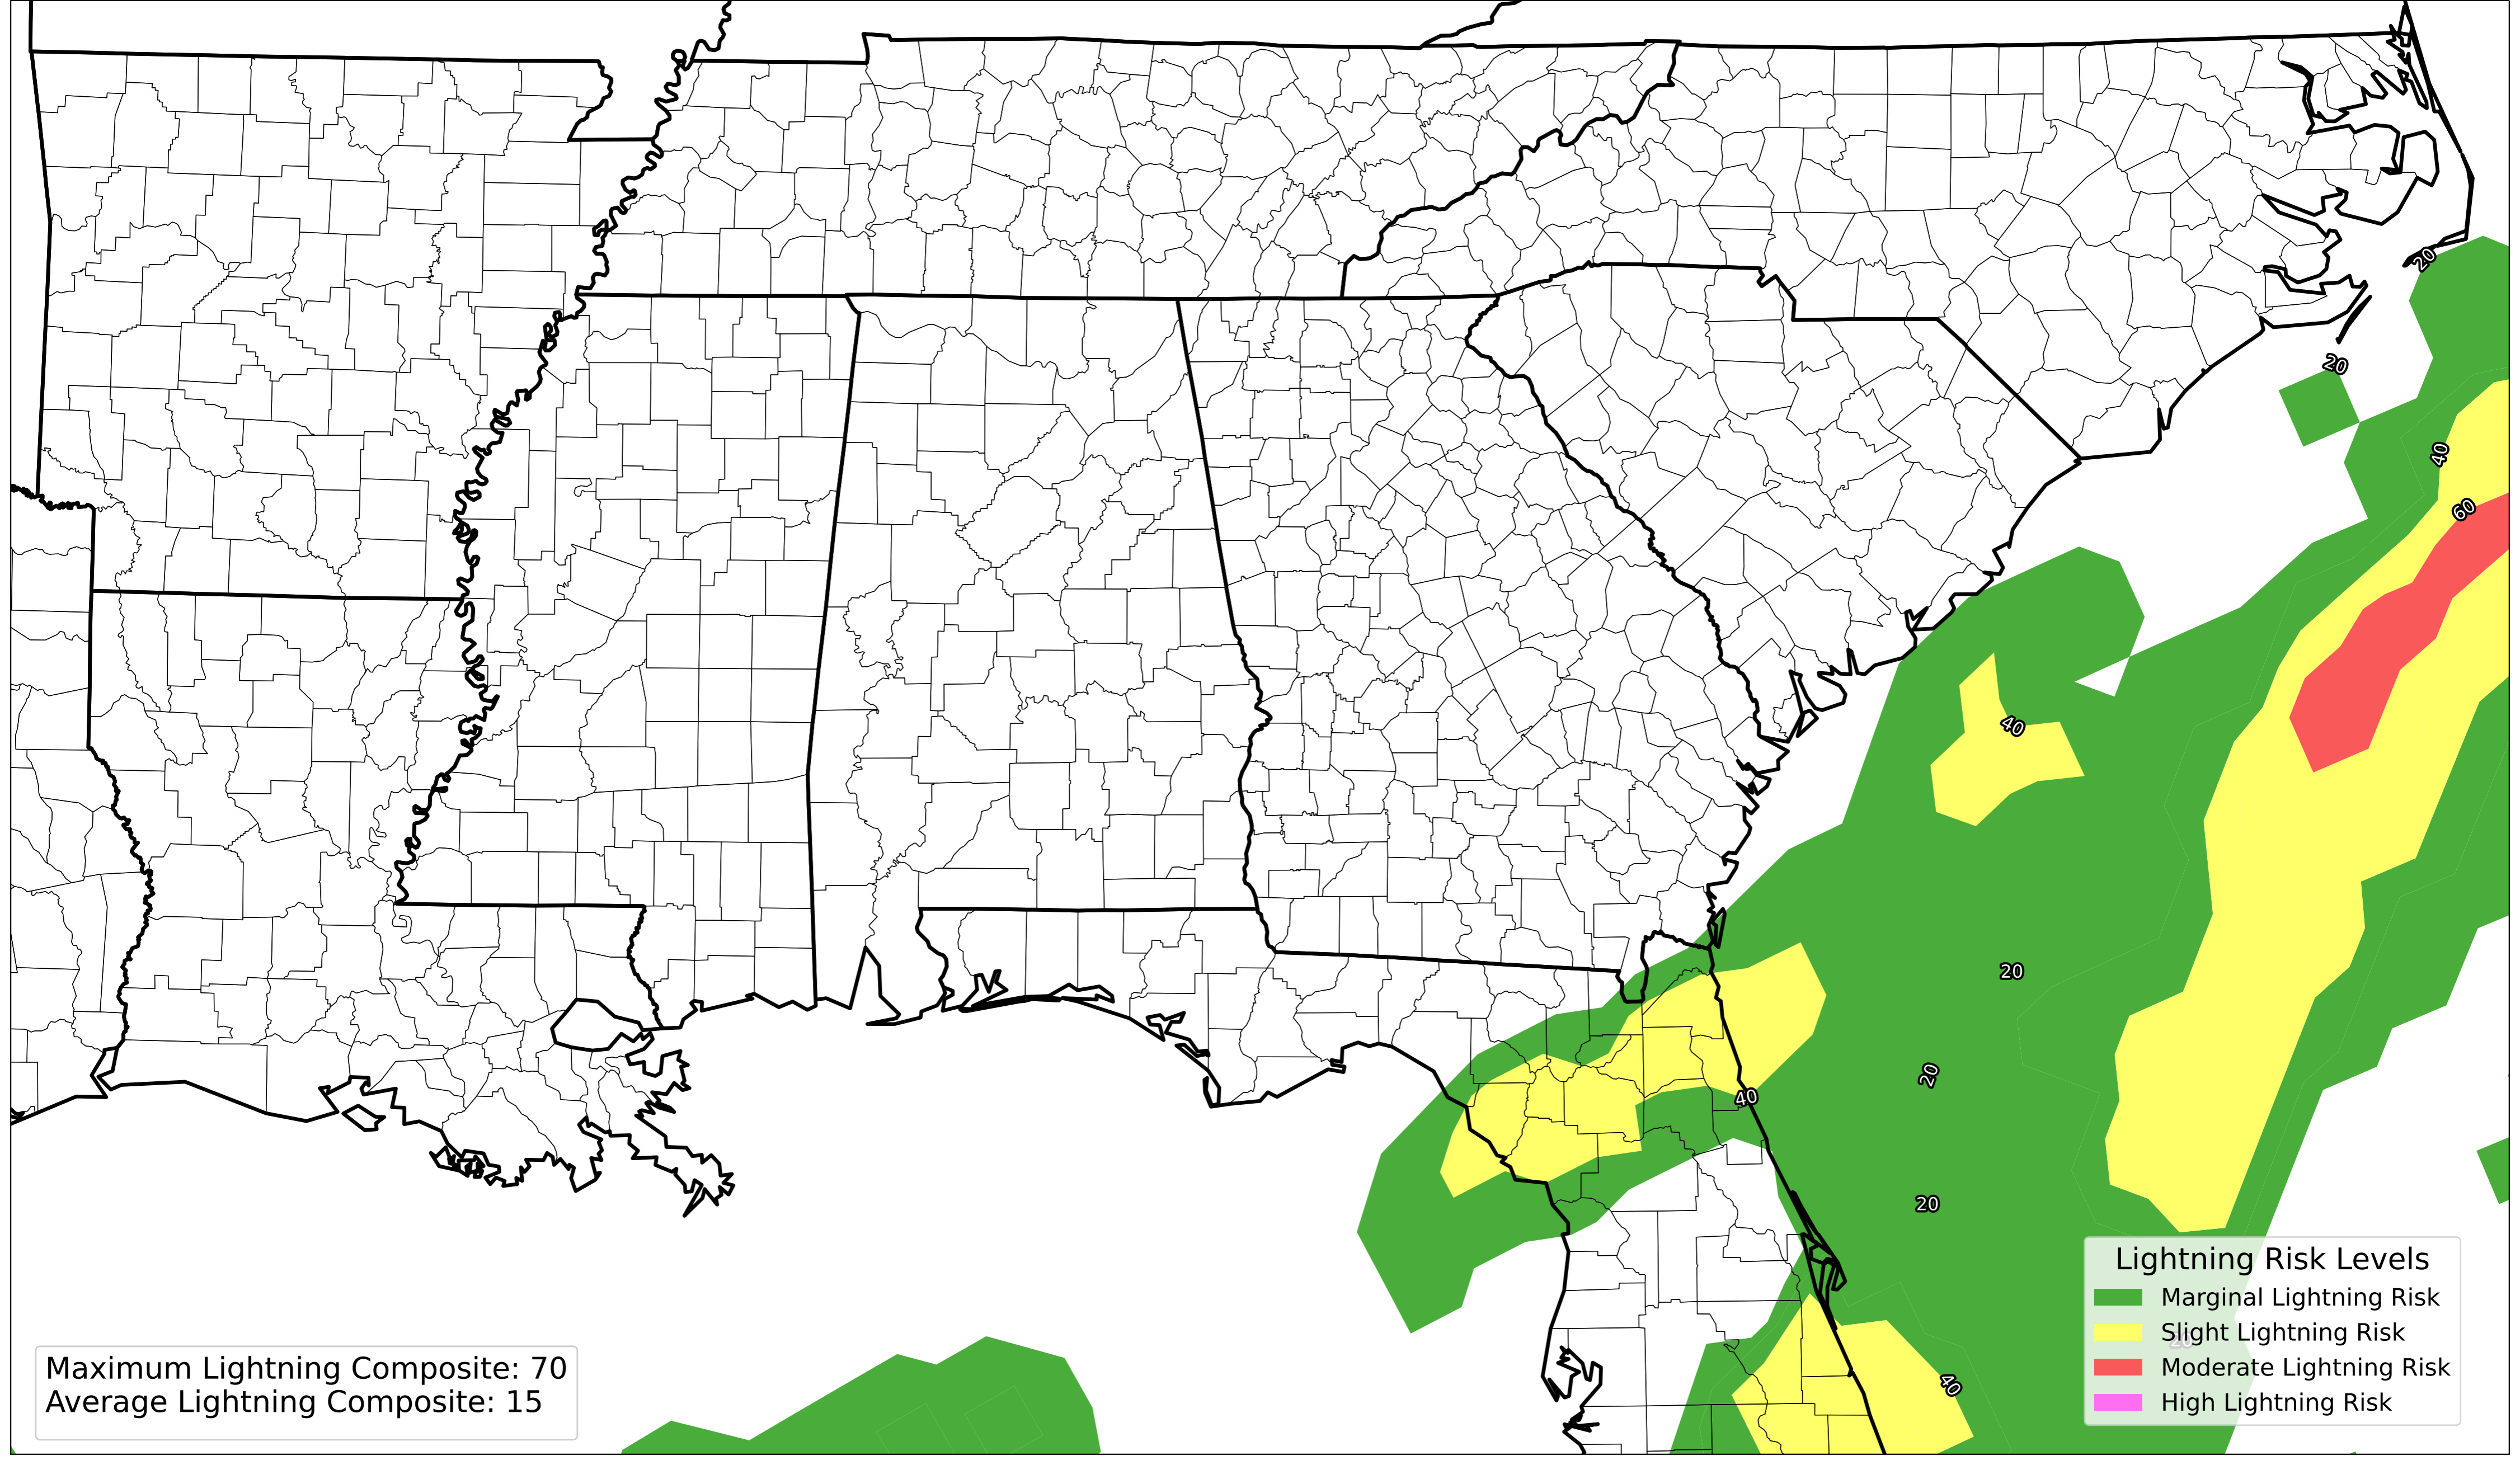 20
20
40
60
40
20
20
40
20
40
Lightning Risk Levels
Marginal Lightning Risk
Slight Lightning Risk
20
Moderate Lightning Risk
High Lightning Risk
Maximum Lightning Composite: 70
Average Lightning Composite: 15